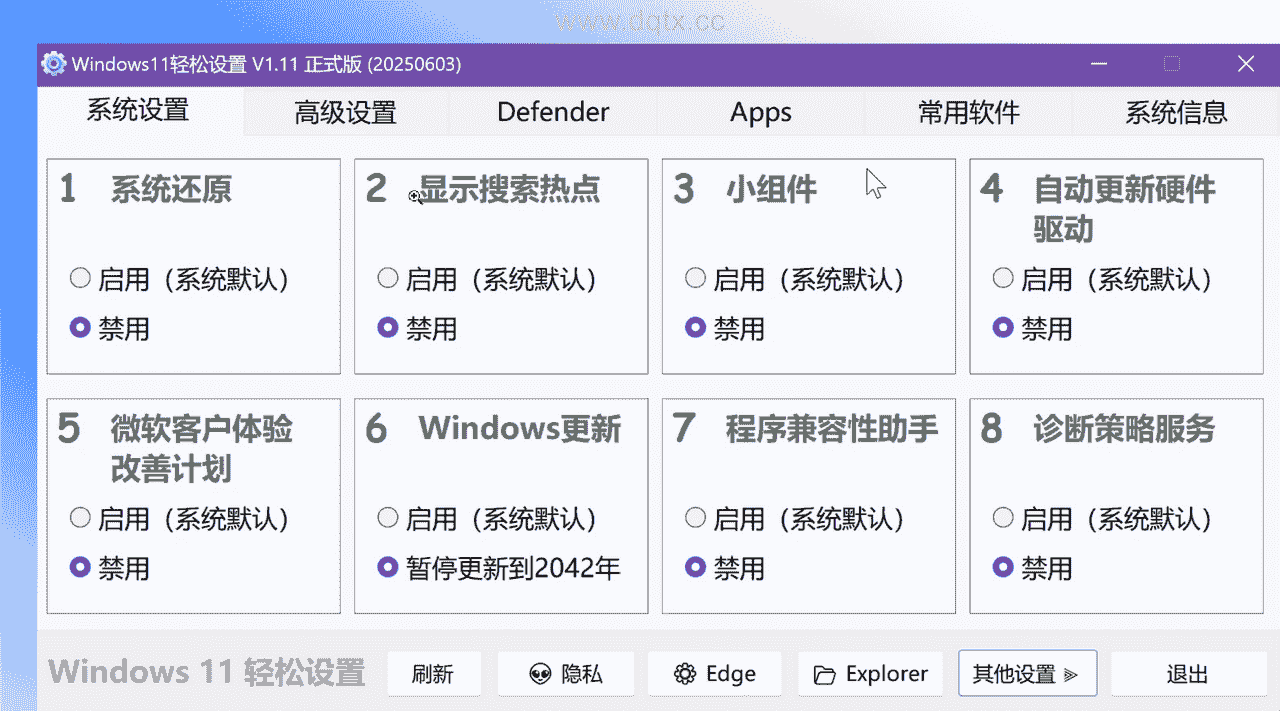 www.dgtx.cc
Windows11轻松设置 V1.11 正式版 (20250603)
系统设置 高级设置 Defender Apps 常用软件 系统信息
1 系统还原
启用（系统默认）
禁用
2 显示搜索热点
启用（系统默认）
禁用
3 小组件
启用（系统默认）
禁用
4 自动更新硬件
驱动
启用（系统默认）
禁用
5 微软客户体验
改善计划
启用（系统默认）
禁用
6 Windows更新
启用（系统默认）
暂停更新到2042年
7 程序兼容性助手
启用（系统默认）
禁用
8 诊断策略服务
启用（系统默认）
禁用
Windows 11 轻松设置 刷新 隐私 Edge Explorer 其他设置 退出